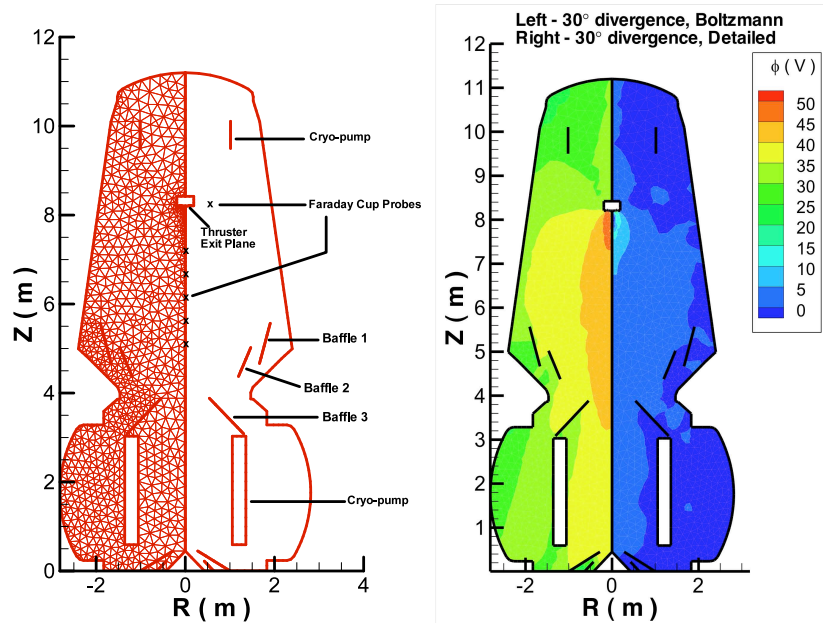 12
10
8
6
4
2
0
Z ( m )
-2
0
2
4
R ( m )
Cryo-pump
Faraday Cup Probes
Thruster
Exit Plane
Baffle 1
Baffle 2
Baffle 3
Cryo-pump
Left - 30° divergence, Boltzmann
Right - 30° divergence, Detailed
12
11
10
9
8
7
6
5
4
3
2
1
0
Z ( m )
-2
0
2
R ( m )
ϕ ( V )
50
45
40
35
30
25
20
15
10
5
0